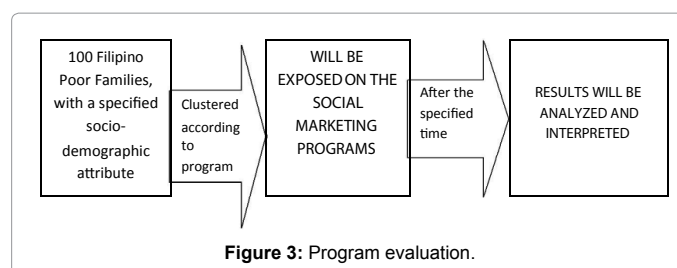 100 Filipino
Poor Families,
with a specified
socio-
demographic
attribute
Clustered
according
to
program
WILL BE
EXPOSED ON THE
SOCIAL
MARKETING
PROGRAMS
After the
specified
time
RESULTS WILL BE
ANALYZED AND
INTERPRETED
Figure 3: Program evaluation.